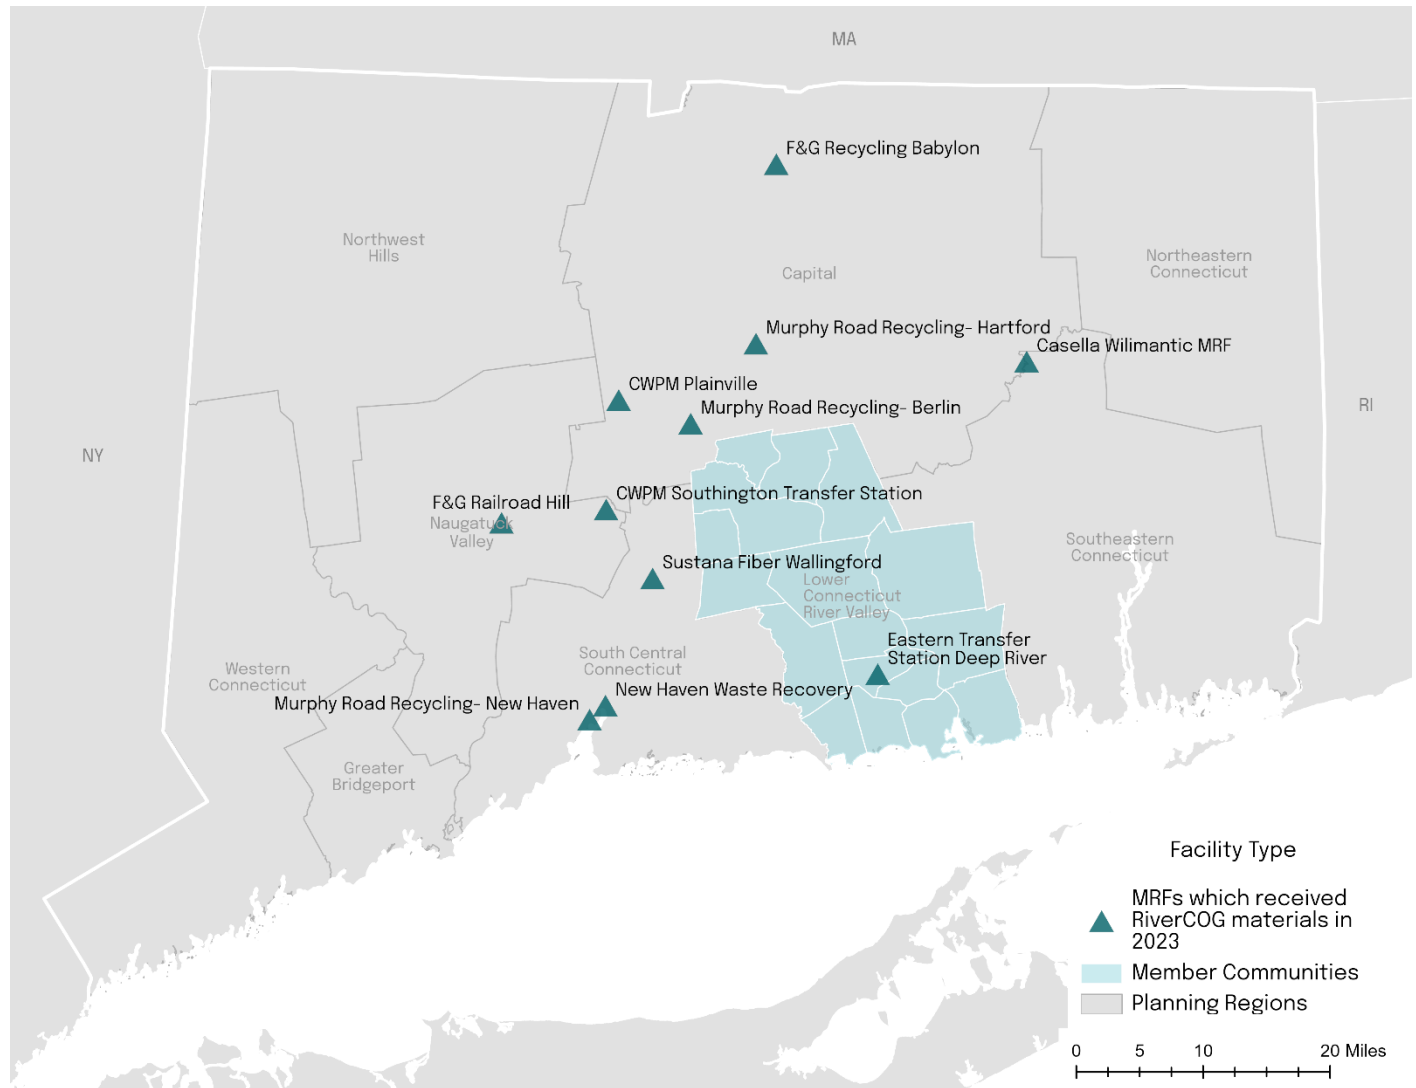 MA
F&G Recycling Babylon
Northwest
Hills
Capital
Northeastern
Connecticut
Murphy Road Recycling- Hartford
Casella Wilimantic MRF
CWPM Plainville
Murphy Road Recycling- Berlin
RI
NY
F&G Railroad Hill
CWPM Southington Transfer Station
Naugatuck
Valley
Southeastern
Connecticut
Sustana Fiber Wallingford
Lower
Connecticut
River Valley
Eastern Transfer
Station Deep River
South Central
Connecticut
Western
Connecticut
New Haven Waste Recovery
Murphy Road Recycling- New Haven
Greater
Bridgeport
Facility Type
MRFs which received
RiverCOG materials in
2023
Member Communities
Planning Regions
0 5 10 20 Miles